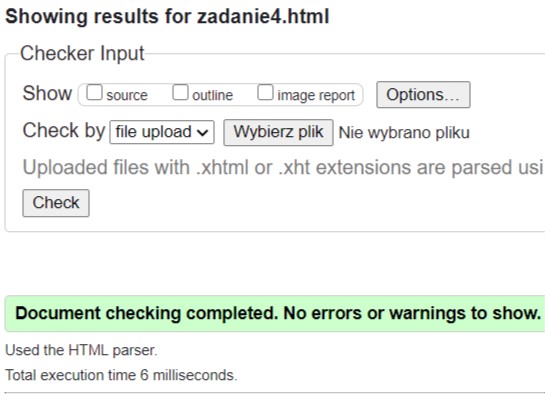 Showing results for zadanie4.html
Checker Input
Show source outline image report Options...
Check by file upload Wybierz plik Nie wybrano pliku
Uploaded files with .xhtml or .xht extensions are parsed usi
Check
Document checking completed. No errors or warnings to show.
Used the HTML parser.
Total execution time 6 milliseconds.